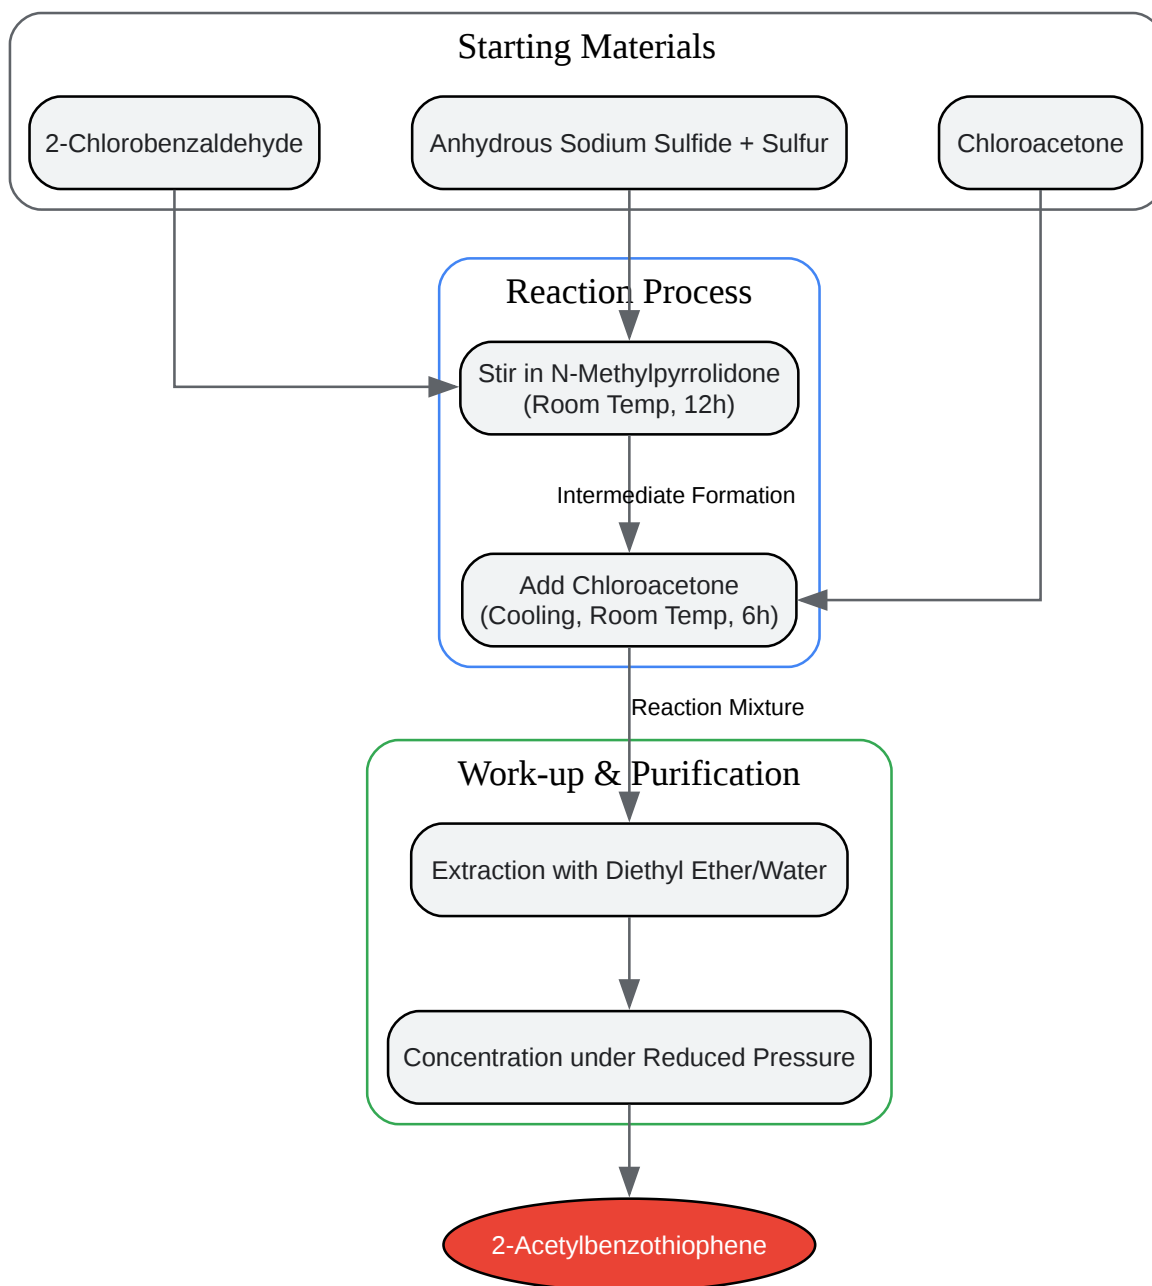 Starting Materials
2-Chlorobenzaldehyde
Anhydrous Sodium Sulfide + Sulfur
Chloroacetone
Reaction Process
Stir in N-Methylpyrrolidone
(Room Temp, 12h)
Intermediate Formation
Add Chloroacetone
(Cooling, Room Temp, 6h)
Reaction Mixture
Work-up & Purification
Extraction with Diethyl Ether/Water
Concentration under Reduced Pressure
2-Acetylbenzothiophene